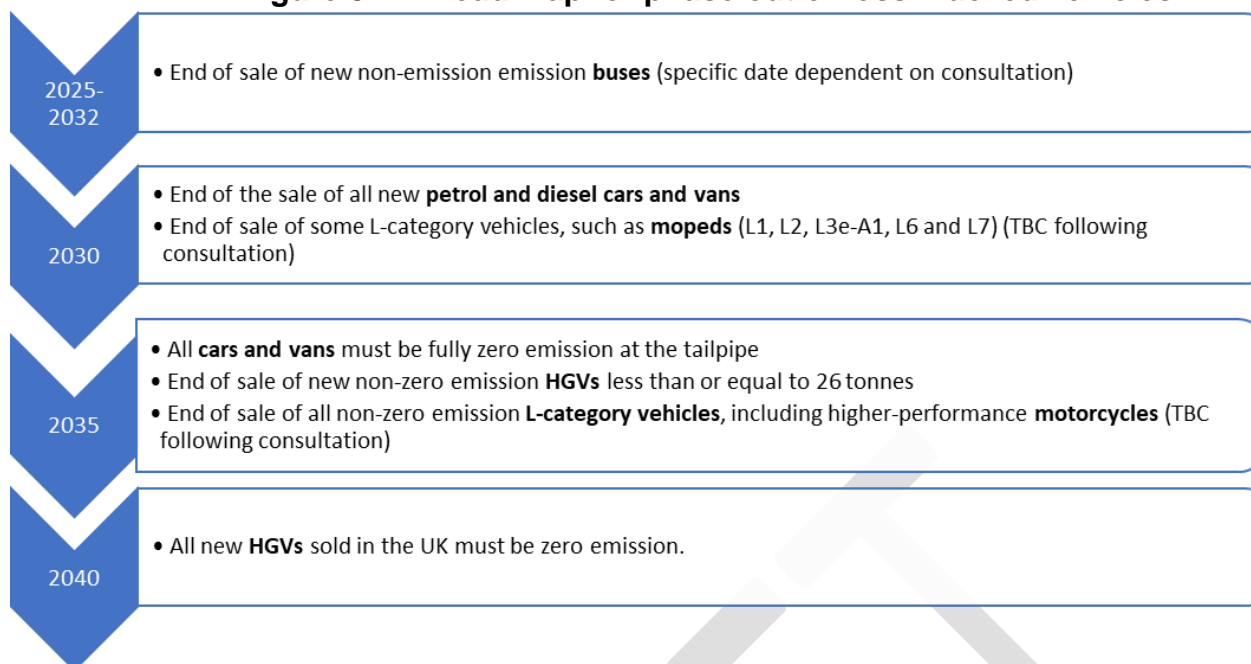 2025-
2032
• End of sale of new non-emission emission buses (specific date dependent on consultation)
2030
• End of the sale of all new petrol and diesel cars and vans
• End of sale of some L-category vehicles, such as mopeds (L1, L2, L3e-A1, L6 and L7) (TBC following
consultation)
2035
• All cars and vans must be fully zero emission at the tailpipe
• End of sale of new non-zero emission HGVs less than or equal to 26 tonnes
• End of sale of all non-zero emission L-category vehicles, including higher-performance motorcycles (TBC
following consultation)
2040
• All new HGVs sold in the UK must be zero emission.